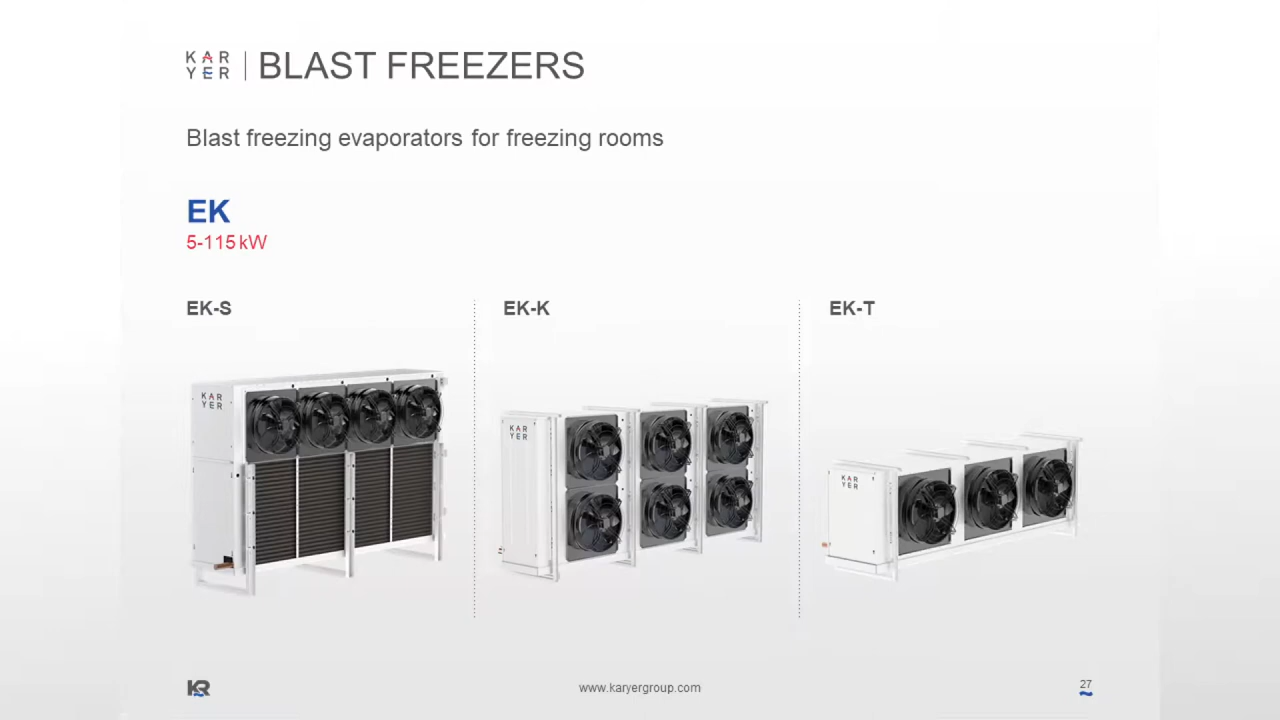 KAR
YER
BLAST FREEZERS
Blast freezing evaporators for freezing rooms
EK
5-115 kW
EK-S
EK-K
EK-T
KAR
YER
KAR
YER
KAR
YER
KR
www.karyergroup.com
27